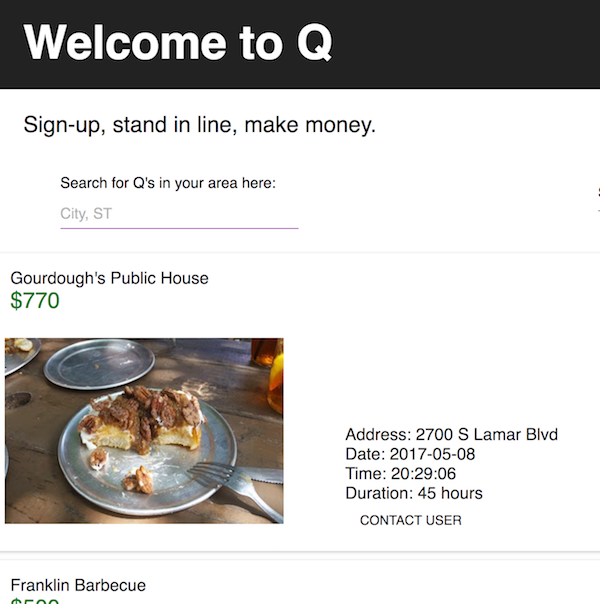 Welcome to Q
Sign-up, stand in line, make money.
Search for Q's in your area here:
City, ST
Gourdough's Public House
$770
Address: 2700 S Lamar Blvd
Date: 2017-05-08
Time: 20:29:06
Duration: 45 hours
CONTACT USER
Franklin Barbecue